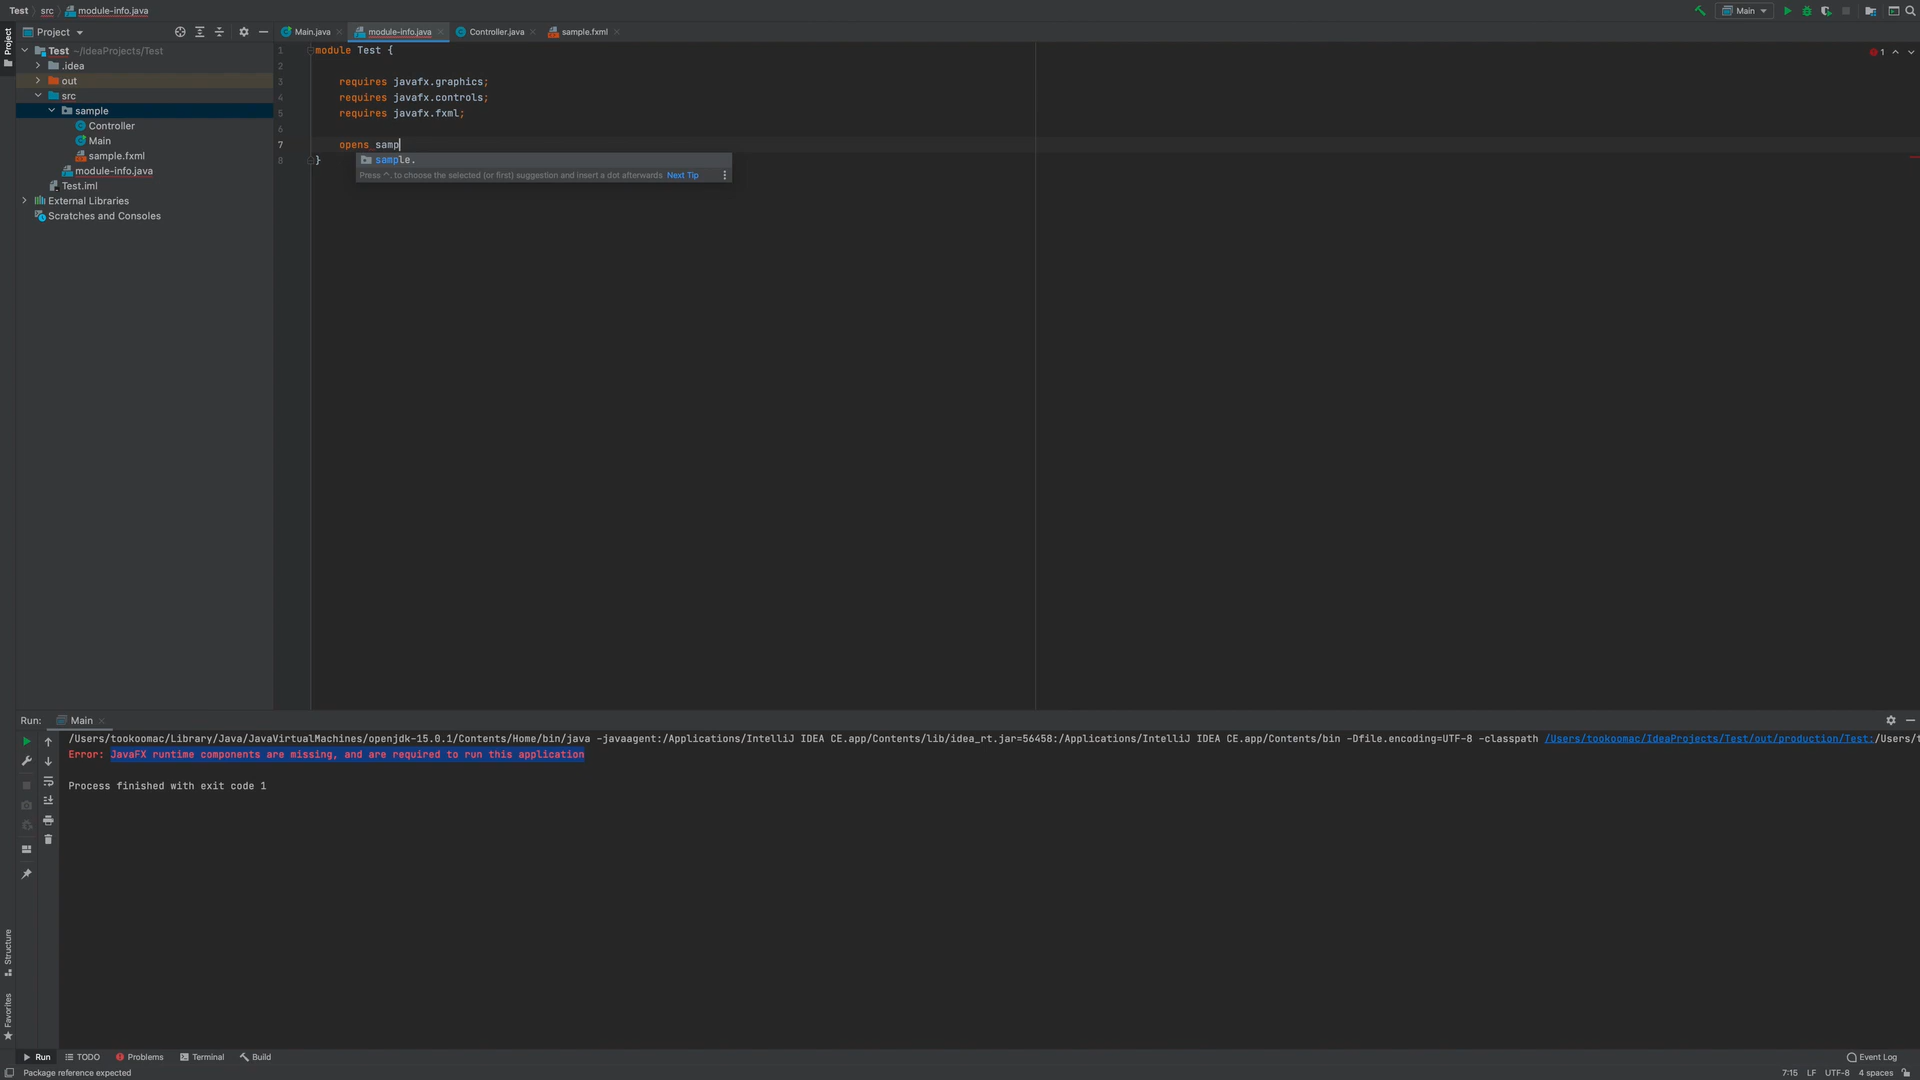 Test src module-info.java
Main
Project
Main.java module-info.java Controller.java sample.fxml
Project
Test ~/IdeaProjects/Test
.idea
out
src
sample
Controller
Main
sample.fxml
module-info.java
Test.iml
External Libraries
Scratches and Consoles
1 module Test {
2
3 requires javafx.graphics;
4 requires javafx.controls;
5 requires javafx.fxml;
6
7 opens samp
8 }
sample.
Press ^. to choose the selected (or first) suggestion and insert a dot afterwards Next Tip
1
Run: Main
/Users/tookoomac/Library/Java/JavaVirtualMachines/openjdk-15.0.1/Contents/Home/bin/java -javaagent:/Applications/IntelliJ IDEA CE.app/Contents/lib/idea_rt.jar=56458:/Applications/IntelliJ IDEA CE.app/Contents/bin -Dfile.encoding=UTF-8 -classpath /Users/tookoomac/IdeaProjects/Test/out/production/Test:/Users/t
Error: JavaFX runtime components are missing, and are required to run this application
Process finished with exit code 1
Structure
Favorites
Run TODO Problems Terminal Build
Event Log
Package reference expected
7:15 LF UTF-8 4 spaces